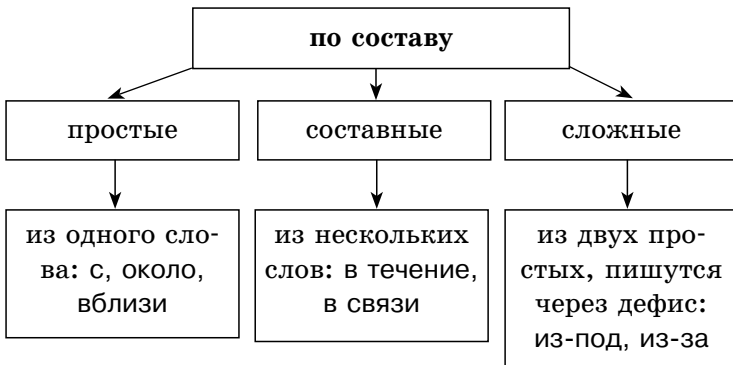 по составу
простые
составные
сложные
из одного сло-
ва: с, около,
вблизи
из нескольких
слов: в течение,
в связи
из двух про-
стых, пишутся
через дефис:
из-под, из-за